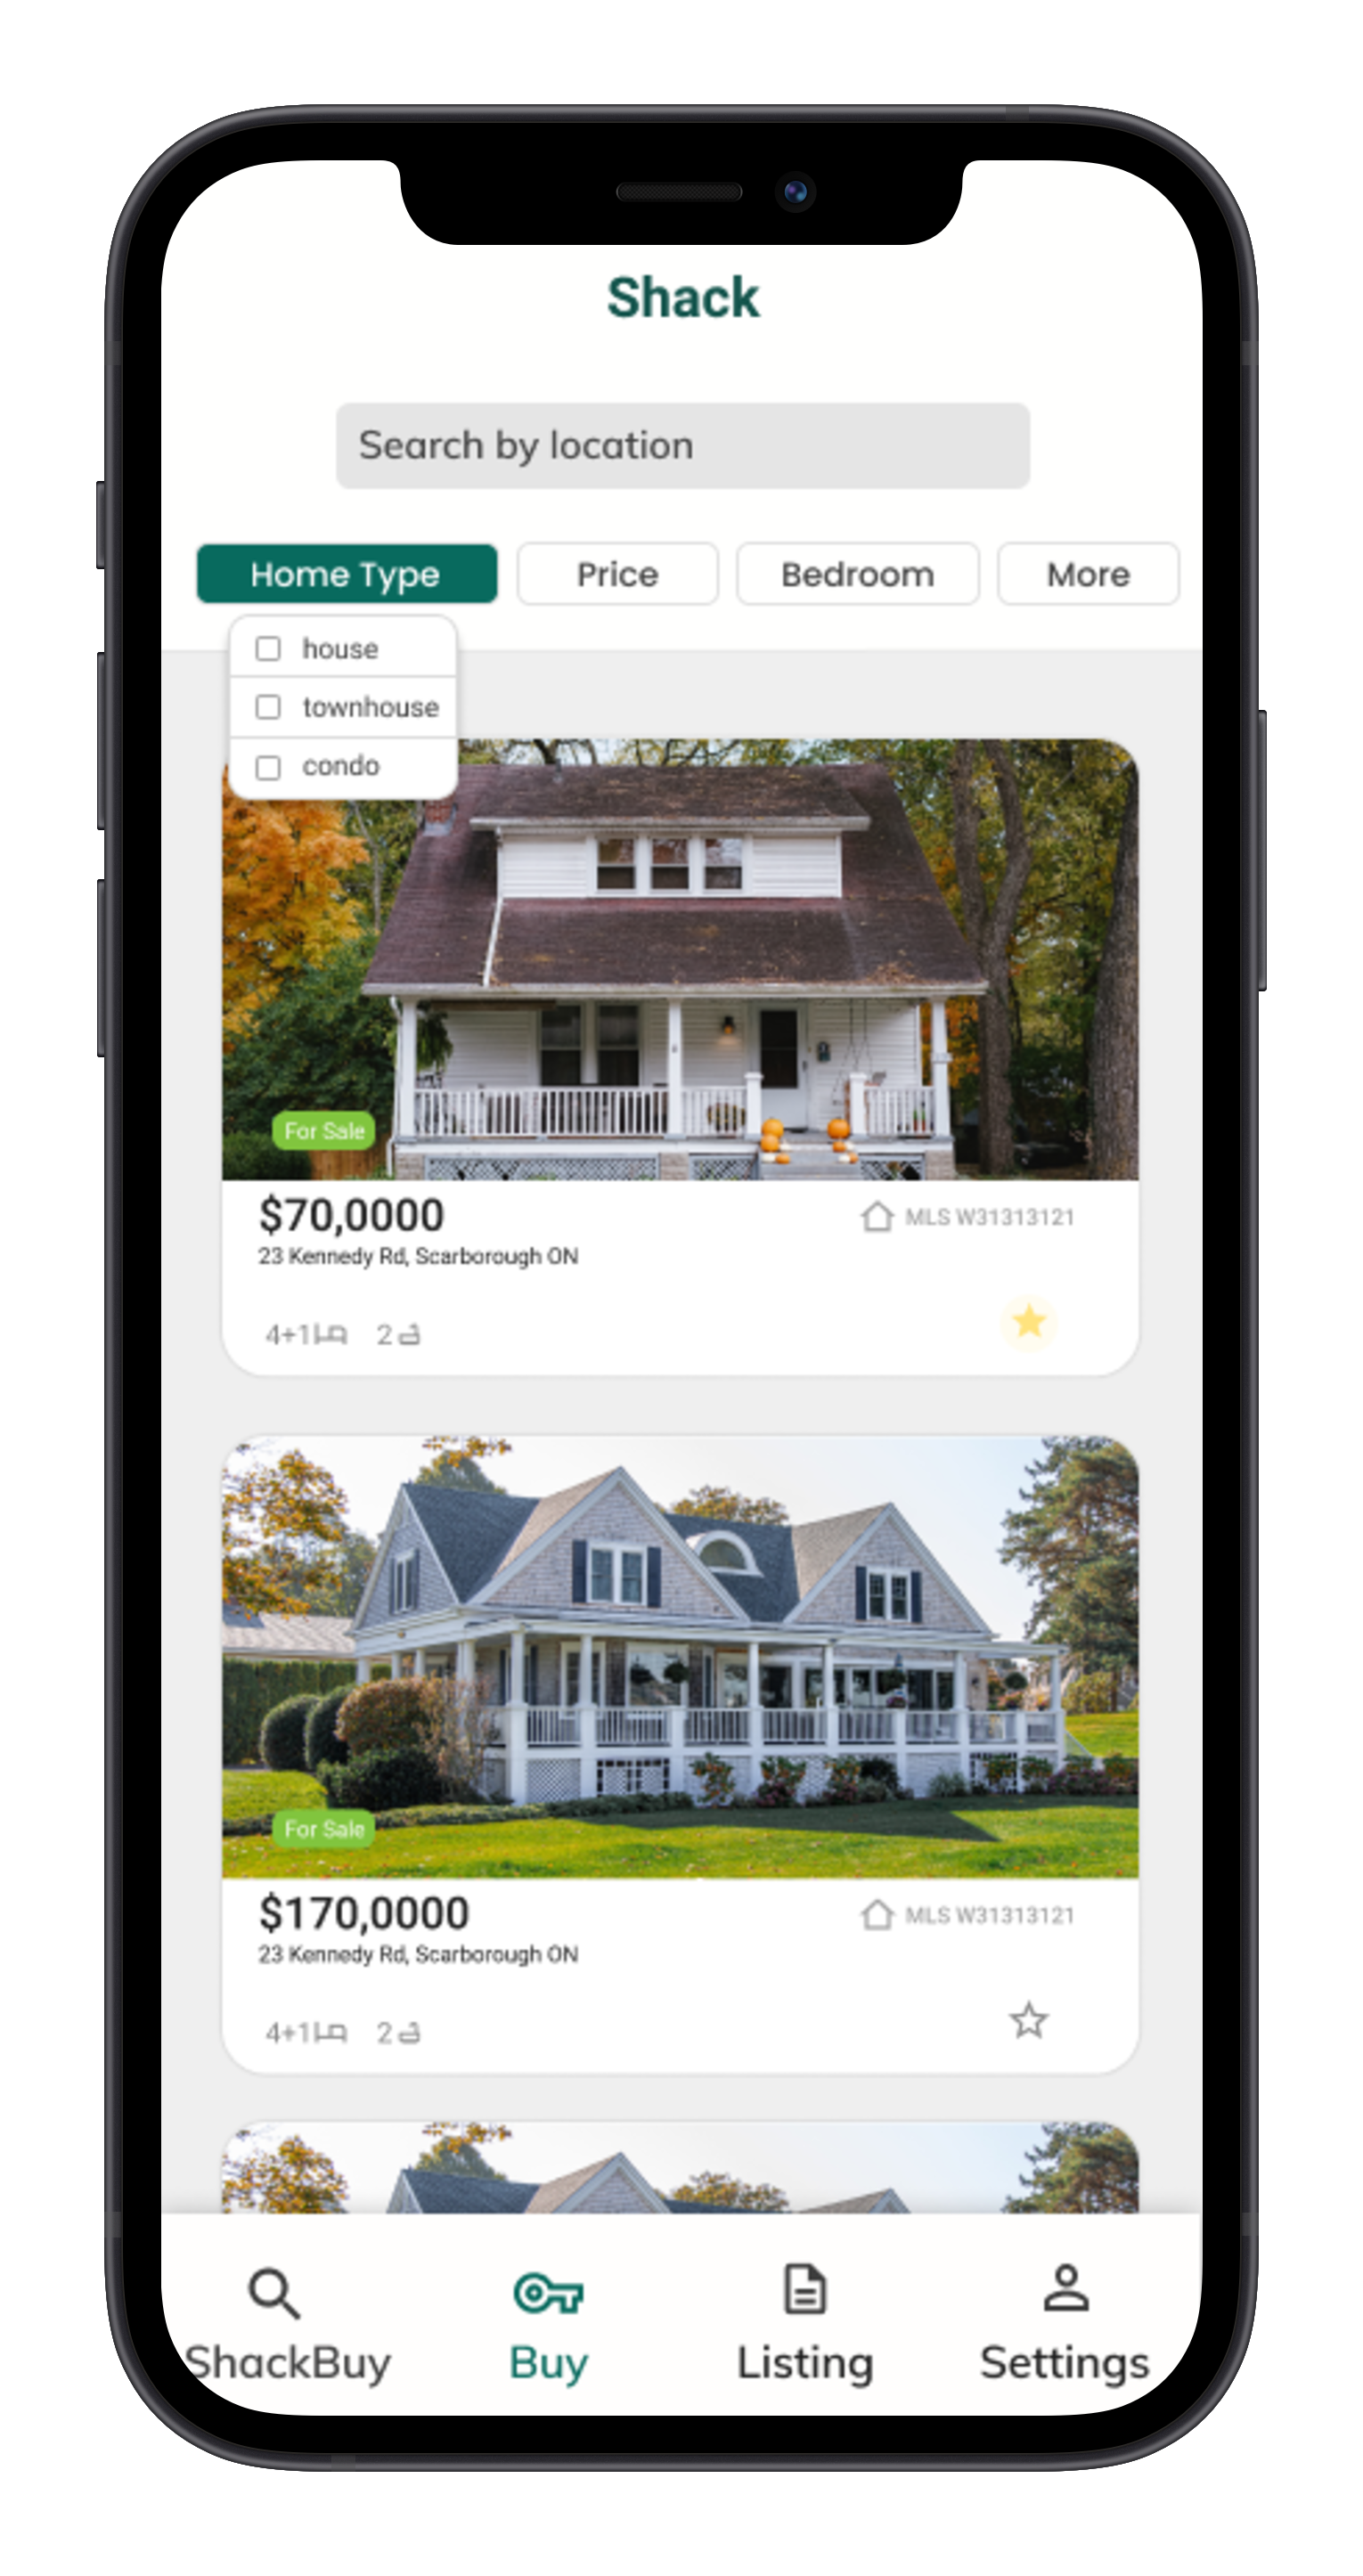 Shack
Search by location
Home Type Price Bedroom More
house
townhouse
condo
For Sale
$70,0000 MLS W31313121
23 Kennedy Rd, Scarborough ON
4+1 2
For Sale
$170,0000 MLS W31313121
23 Kennedy Rd, Scarborough ON
4+1 2
ShackBuy Buy Listing Settings